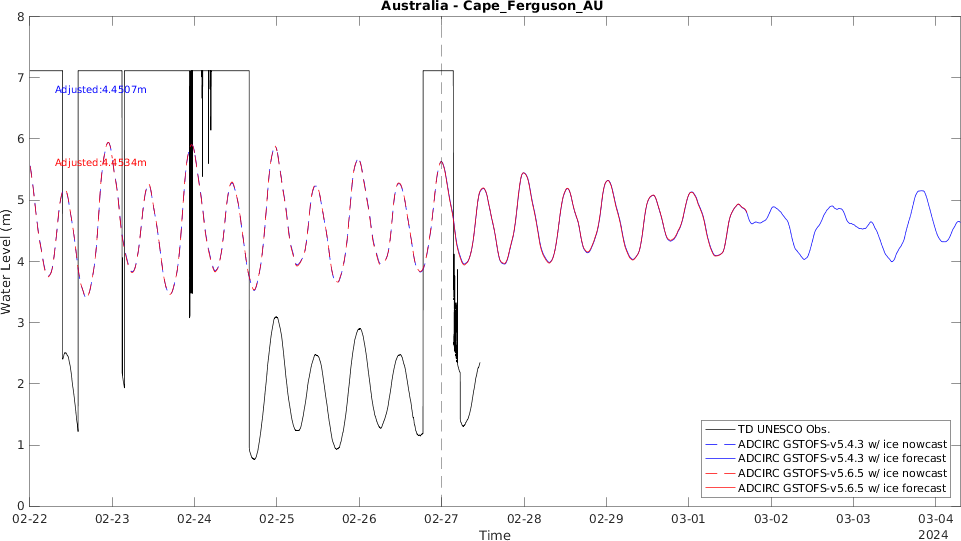 Australia - Cape_Ferguson_AU
8
7
6
5
4
3
2
1
0
Water Level (m)
Adjusted:4.4507m
Adjusted:4.4534m
TD UNESCO Obs.
ADCIRC GSTOFS-v5.4.3 w/ ice nowcast
ADCIRC GSTOFS-v5.4.3 w/ ice forecast
ADCIRC GSTOFS-v5.6.5 w/ ice nowcast
ADCIRC GSTOFS-v5.6.5 w/ ice forecast
02-22 02-23 02-24 02-25 02-26 02-27 02-28 02-29 03-01 03-02 03-03 03-04
Time
2024